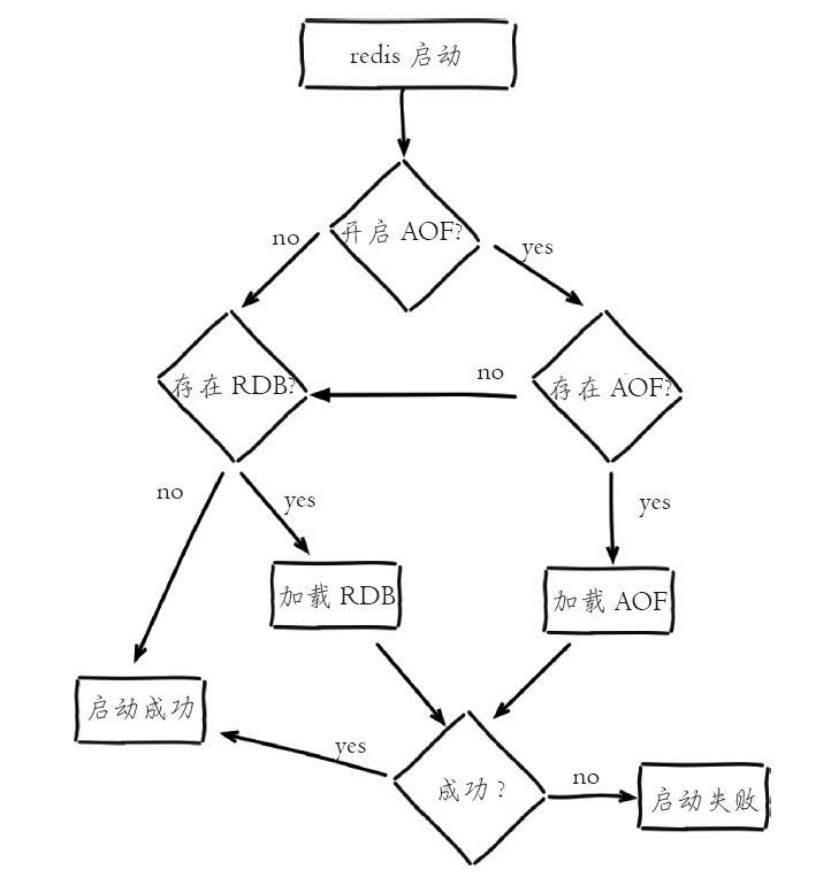 redis 启动
开启 AOF?
no
yes
存在 RDB?
no
存在 AOF?
no
yes
yes
加载 RDB
加载 AOF
启动成功
yes
成功?
no
启动失败